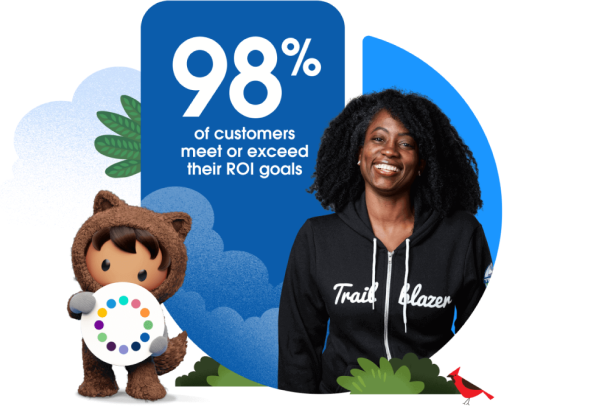 98%
of customers
meet or exceed
their ROI goals
Trail blazer